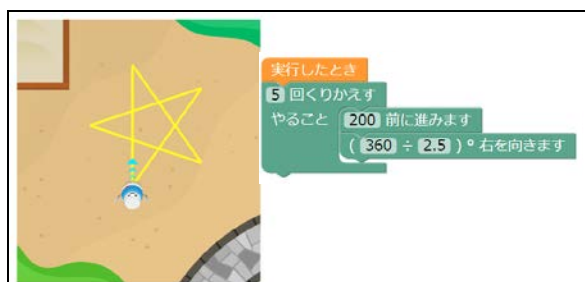 実行したとき
5 回くりかえす
やること 200 前に進みます
( 360 ÷ 2.5 ) ° 右を向きます